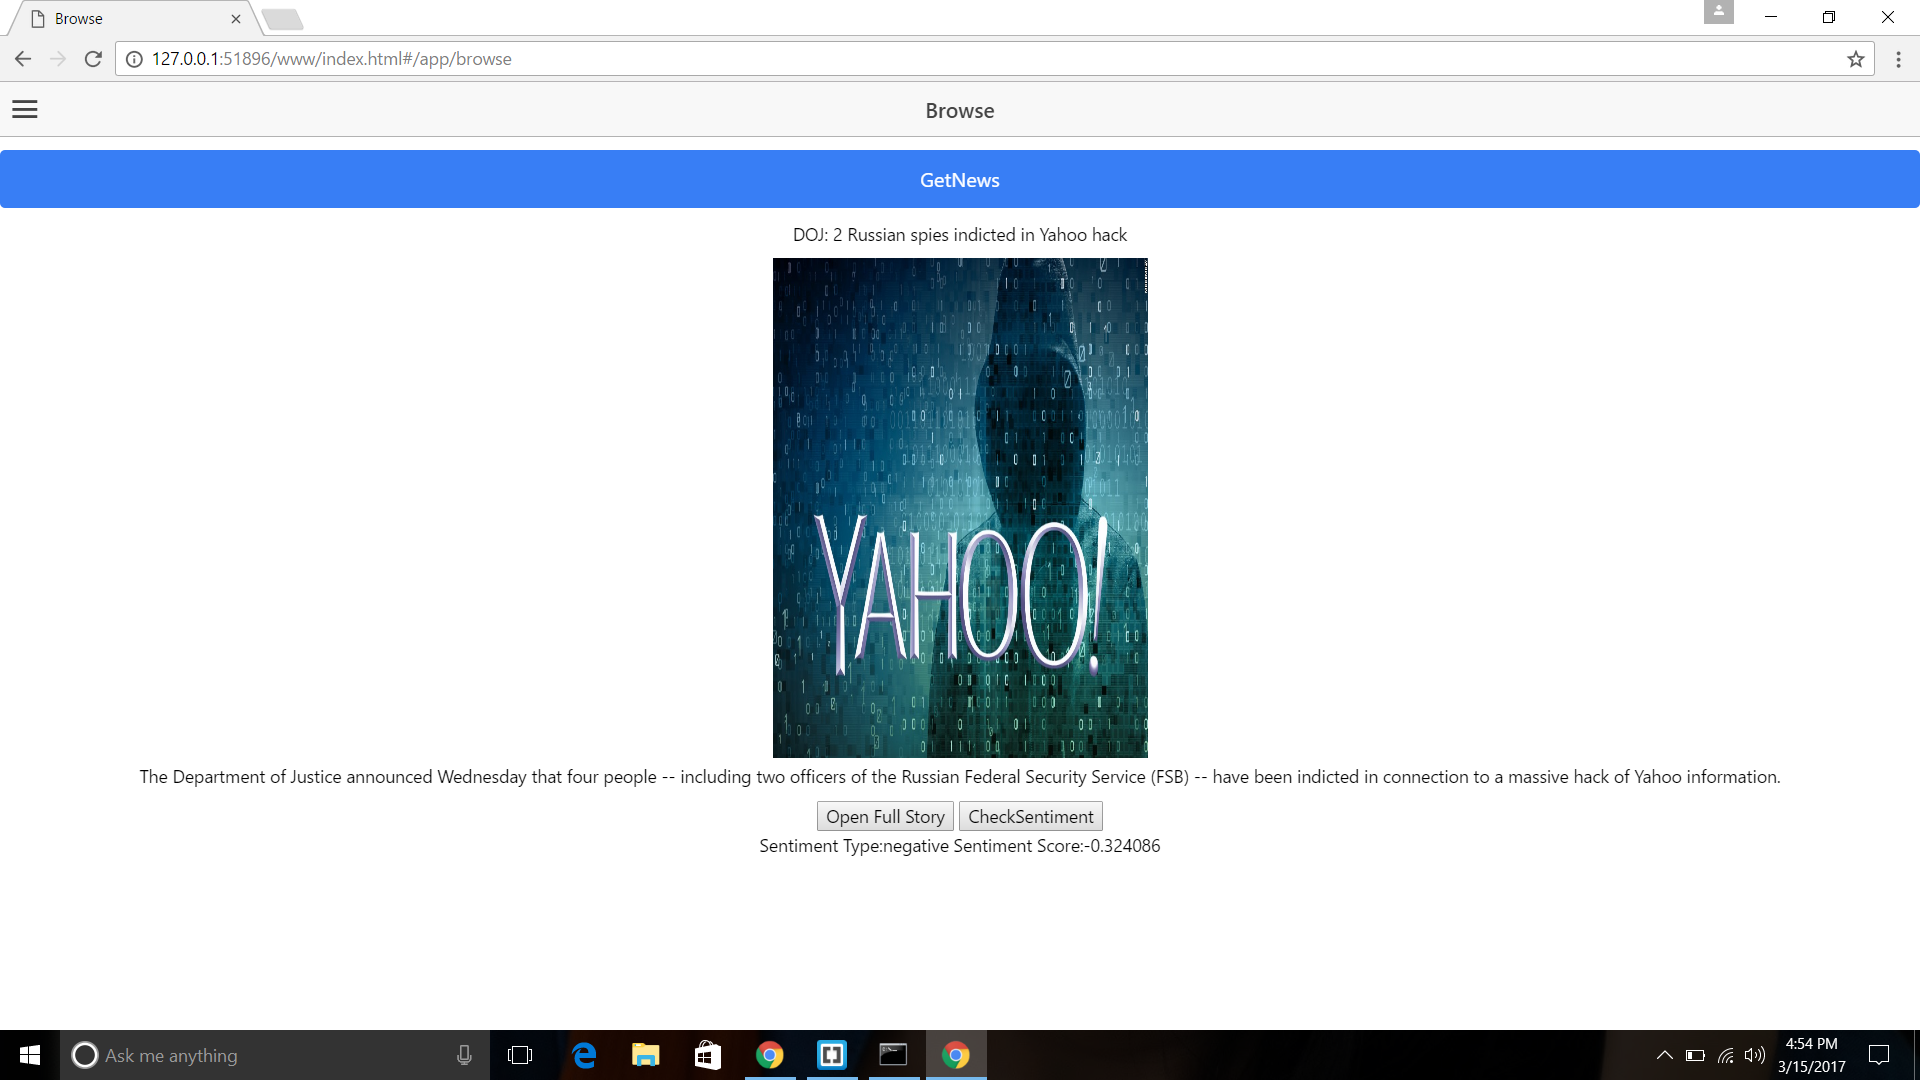 Browse
127.0.0.1:51896/www/index.html#/app/browse
Browse
GetNews
DOJ: 2 Russian spies indicted in Yahoo hack
YAHOO!
The Department of Justice announced Wednesday that four people -- including two officers of the Russian Federal Security Service (FSB) -- have been indicted in connection to a massive hack of Yahoo information.
Open Full Story CheckSentiment
Sentiment Type:negative Sentiment Score:-0.324086
Ask me anything
4:54 PM
3/15/2017